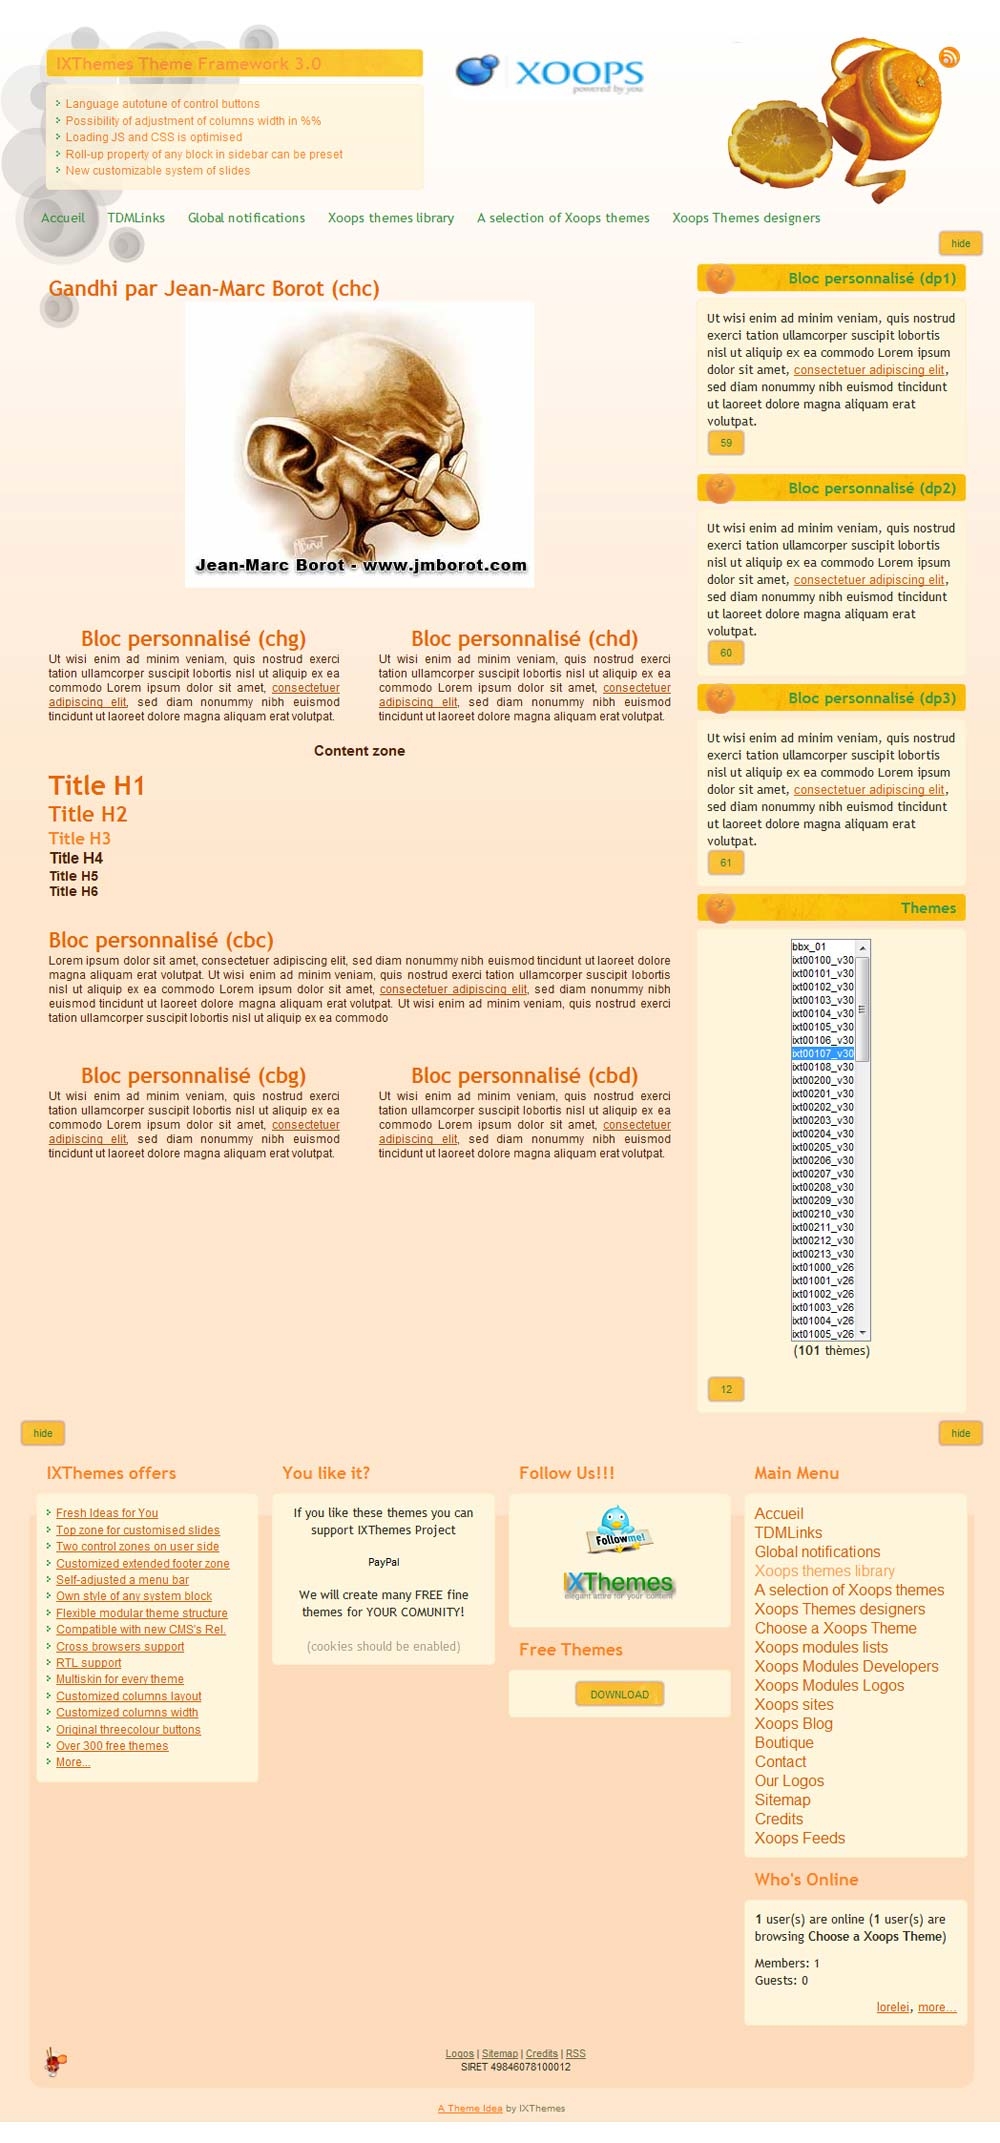 IXThemes Theme Framework 3.0
Language autotune of control buttons
Possibility of adjustment of columns width in %%
Loading JS and CSS is optimised
Roll-up property of any block in sidebar can be preset
New customizable system of slides
XOOPS
powered by you
Accueil TDMLinks Global notifications Xoops themes library A selection of Xoops themes Xoops Themes designers
hide
Gandhi par Jean-Marc Borot (chc)
Jean-Marc Borot - www.jmborot.com
Bloc personnalisé (chg)
Ut wisi enim ad minim veniam, quis nostrud exerci
tation ullamcorper suscipit lobortis nisl ut aliquip ex ea
commodo Lorem ipsum dolor sit amet, consectetuer
adipiscing elit, sed diam nonummy nibh euismod
tincidunt ut laoreet dolore magna aliquam erat volutpat.
Bloc personnalisé (chd)
Ut wisi enim ad minim veniam, quis nostrud exerci
tation ullamcorper suscipit lobortis nisl ut aliquip ex ea
commodo Lorem ipsum dolor sit amet, consectetuer
adipiscing elit, sed diam nonummy nibh euismod
tincidunt ut laoreet dolore magna aliquam erat volutpat.
Content zone
Title H1
Title H2
Title H3
Title H4
Title H5
Title H6
Bloc personnalisé (cbc)
Lorem ipsum dolor sit amet, consectetuer adipiscing elit, sed diam nonummy nibh euismod tincidunt ut laoreet dolore
magna aliquam erat volutpat. Ut wisi enim ad minim veniam, quis nostrud exerci tation ullamcorper suscipit lobortis
nisl ut aliquip ex ea commodo Lorem ipsum dolor sit amet, consectetuer adipiscing elit, sed diam nonummy nibh
euismod tincidunt ut laoreet dolore magna aliquam erat volutpat. Ut wisi enim ad minim veniam, quis nostrud exerci
tation ullamcorper suscipit lobortis nisl ut aliquip ex ea commodo
Bloc personnalisé (cbg)
Ut wisi enim ad minim veniam, quis nostrud exerci
tation ullamcorper suscipit lobortis nisl ut aliquip ex ea
commodo Lorem ipsum dolor sit amet, consectetuer
adipiscing elit, sed diam nonummy nibh euismod
tincidunt ut laoreet dolore magna aliquam erat volutpat.
Bloc personnalisé (cbd)
Ut wisi enim ad minim veniam, quis nostrud exerci
tation ullamcorper suscipit lobortis nisl ut aliquip ex ea
commodo Lorem ipsum dolor sit amet, consectetuer
adipiscing elit, sed diam nonummy nibh euismod
tincidunt ut laoreet dolore magna aliquam erat volutpat.
Bloc personnalisé (dp1)
Ut wisi enim ad minim veniam, quis nostrud
exerci tation ullamcorper suscipit lobortis
nisl ut aliquip ex ea commodo Lorem ipsum
dolor sit amet, consectetuer adipiscing elit,
sed diam nonummy nibh euismod tincidunt
ut laoreet dolore magna aliquam erat
volutpat.
59
Bloc personnalisé (dp2)
Ut wisi enim ad minim veniam, quis nostrud
exerci tation ullamcorper suscipit lobortis
nisl ut aliquip ex ea commodo Lorem ipsum
dolor sit amet, consectetuer adipiscing elit,
sed diam nonummy nibh euismod tincidunt
ut laoreet dolore magna aliquam erat
volutpat.
60
Bloc personnalisé (dp3)
Ut wisi enim ad minim veniam, quis nostrud
exerci tation ullamcorper suscipit lobortis
nisl ut aliquip ex ea commodo Lorem ipsum
dolor sit amet, consectetuer adipiscing elit,
sed diam nonummy nibh euismod tincidunt
ut laoreet dolore magna aliquam erat
volutpat.
61
Themes
bbx_01
ixt00100_v30
ixt00101_v30
ixt00102_v30
ixt00103_v30
ixt00104_v30
ixt00105_v30
ixt00106_v30
ixt00107_v30
ixt00108_v30
ixt00200_v30
ixt00201_v30
ixt00202_v30
ixt00203_v30
ixt00204_v30
ixt00205_v30
ixt00206_v30
ixt00207_v30
ixt00208_v30
ixt00209_v30
ixt00210_v30
ixt00211_v30
ixt00212_v30
ixt00213_v30
ixt01000_v26
ixt01001_v26
ixt01002_v26
ixt01003_v26
ixt01004_v26
ixt01005_v26
(101 thèmes)
12
hide
hide
IXThemes offers
Fresh Ideas for You
Top zone for customised slides
Two control zones on user side
Customized extended footer zone
Self-adjusted a menu bar
Own style of any system block
Flexible modular theme structure
Compatible with new CMS's Rel.
Cross browsers support
RTL support
Multiskin for every theme
Customized columns layout
Customized columns width
Original threecolour buttons
Over 300 free themes
More...
You like it?
If you like these themes you can
support IXThemes Project
PayPal
We will create many FREE fine
themes for YOUR COMUNITY!
(cookies should be enabled)
Follow Us!!!
Follow me!
IXThemes
elegant attire for your content
Free Themes
DOWNLOAD
Main Menu
Accueil
TDMLinks
Global notifications
Xoops themes library
A selection of Xoops themes
Xoops Themes designers
Choose a Xoops Theme
Xoops modules lists
Xoops Modules Developers
Xoops Modules Logos
Xoops sites
Xoops Blog
Boutique
Contact
Our Logos
Sitemap
Credits
Xoops Feeds
Who's Online
1 user(s) are online (1 user(s) are
browsing Choose a Xoops Theme)
Members: 1
Guests: 0
lorelei, more...
Logos | Sitemap | Credits | RSS
SIRET 49846078100012
A Theme Idea by IXThemes